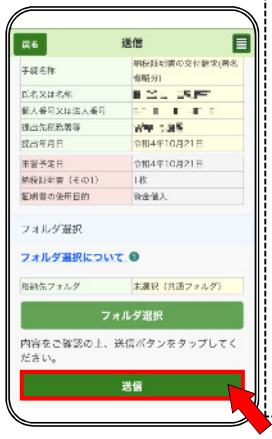 戻る
送信
手続名称
納税証明書の交付請求(署名
省略分)
氏名又は名称
個人番号又は法人番号
提出先税務署等
提出年月日
令和4年10月21日
来署予定日
令和4年10月21日
納税証明書（その1）
1枚
証明書の使用目的
資金借入
フォルダ選択
フォルダ選択について
格納先フォルダ
未選択（共通フォルダ）
フォルダ選択
内容をご確認の上、送信ボタンをタップしてく
ださい。
送信